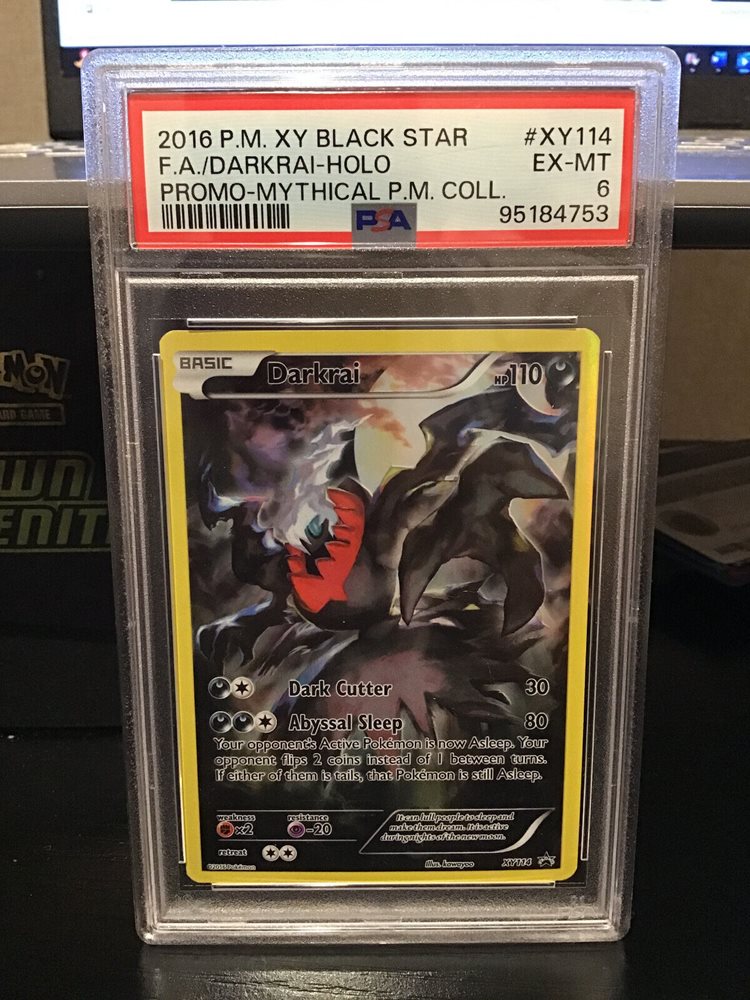 2016 P.M. XY BLACK STAR #XY114
F.A./DARKRAI-HOLO EX-MT
PROMO-MYTHICAL P.M. COLL. 6
PSA 95184753
BASIC Darkrai HP110
Dark Cutter 30
Abyssal Sleep 80
Your opponent's Active Pokémon is now Asleep. Your
opponent flips 2 coins instead of 1 between turns.
If either of them is tails, that Pokémon is still Asleep.
weakness resistance
×2 -20
It can lull people to sleep and
make them dream. It is active
during nights of the new moon.
retreat
©2016 Pokémon Illus. kawayoo XY114